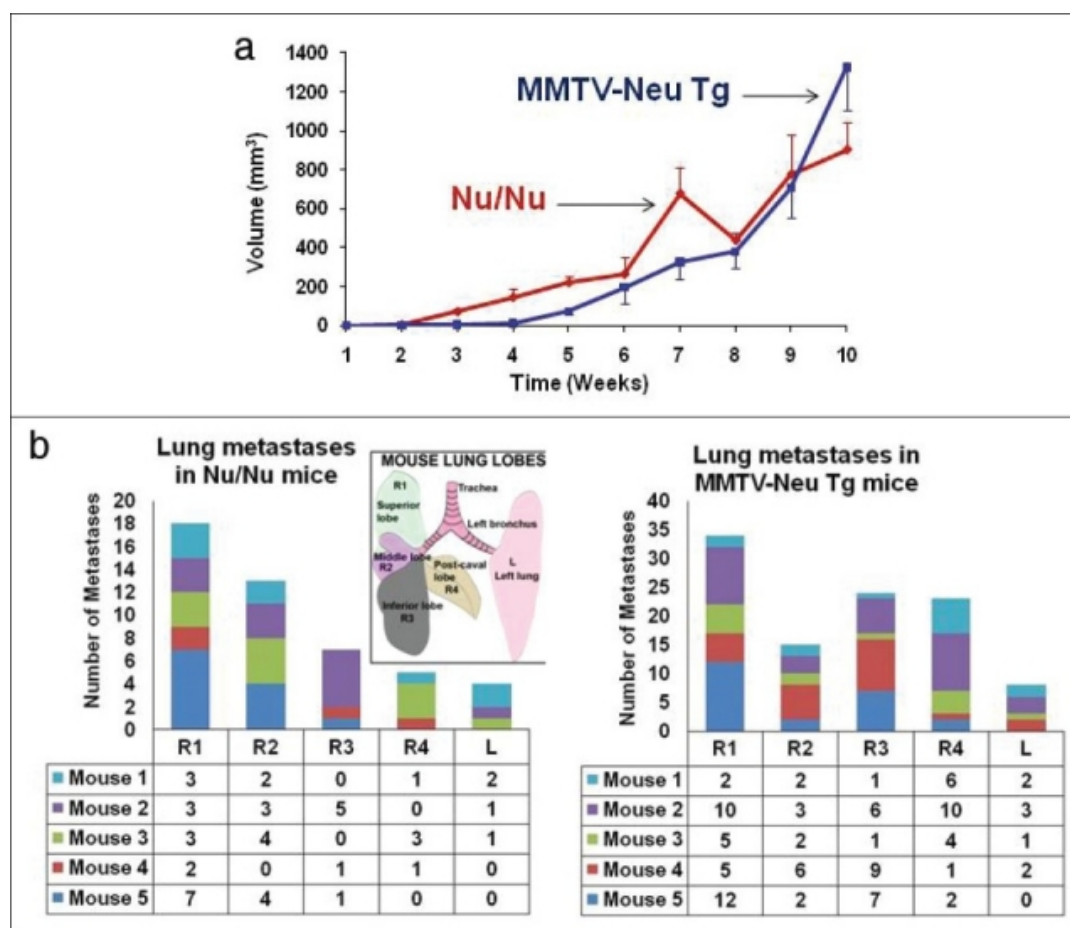 a
1400
1200
1000
800
600
400
200
0
Volume (mm³)
MMTV-Neu Tg
Nu/Nu
1 2 3 4 5 6 7 8 9 10
Time (Weeks)
b
Lung metastases
in Nu/Nu mice
20
18
16
14
12
10
8
6
4
2
0
Number of Metastases
MOUSE LUNG LOBES
R1
Superior
lobe
Trachea
Left bronchus
Middle lobe
R2
Post-caval
lobe
R4
L
Left lung
Inferior lobe
R3
R1 R2 R3 R4 L
Mouse 1 3 2 0 1 2
Mouse 2 3 3 5 0 1
Mouse 3 3 4 0 3 1
Mouse 4 2 0 1 1 0
Mouse 5 7 4 1 0 0
Lung metastases in
MMTV-Neu Tg mice
40
35
30
25
20
15
10
5
0
Number of Metastases
R1 R2 R3 R4 L
Mouse 1 2 2 1 6 2
Mouse 2 10 3 6 10 3
Mouse 3 5 2 1 4 1
Mouse 4 5 6 9 1 2
Mouse 5 12 2 7 2 0